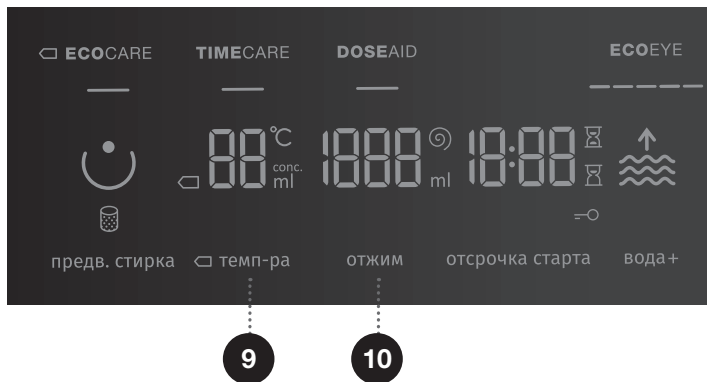 ECOCARE TIMECARE DOSEAID ECOEYE
88 °C 1888 18:88
conc.
ml ml
предв. стирка темп-ра отжим отсрочка старта вода+
9 10